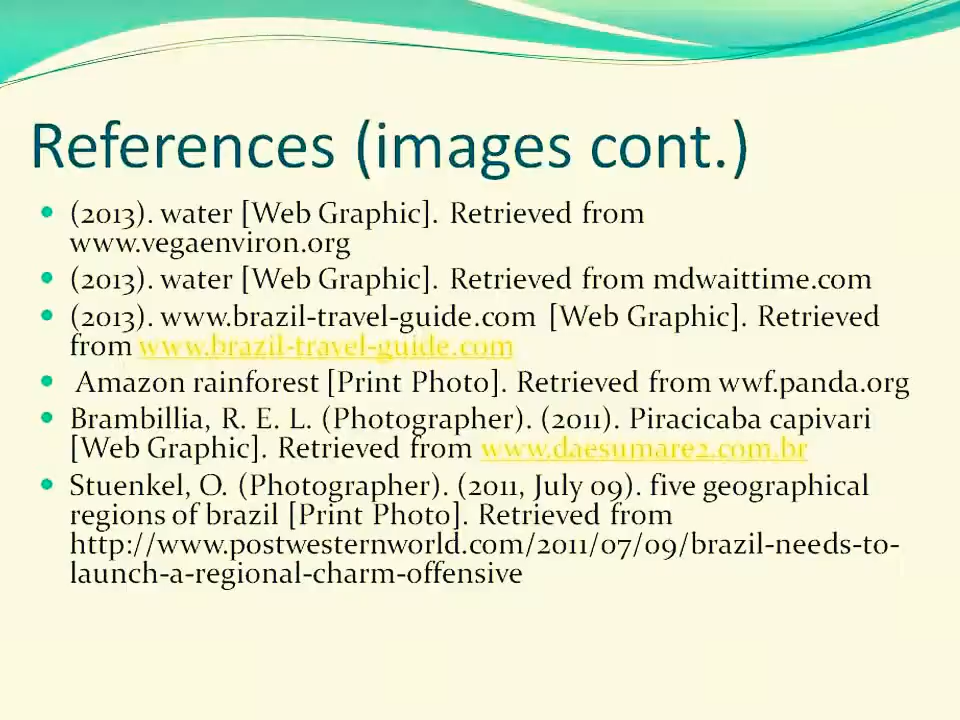 References (images cont.)
(2013). water [Web Graphic]. Retrieved from
www.vegaenviron.org
(2013). water [Web Graphic]. Retrieved from mdwaittime.com
(2013). www.brazil-travel-guide.com [Web Graphic]. Retrieved
from www.brazil-travel-guide.com
Amazon rainforest [Print Photo]. Retrieved from wwf.panda.org
Brambillia, R. E. L. (Photographer). (2011). Piracicaba capivari
[Web Graphic]. Retrieved from www.daesumare2.com.br
Stuenkel, O. (Photographer). (2011, July 09). five geographical
regions of brazil [Print Photo]. Retrieved from
http://www.postwesternworld.com/2011/07/09/brazil-needs-to-
launch-a-regional-charm-offensive